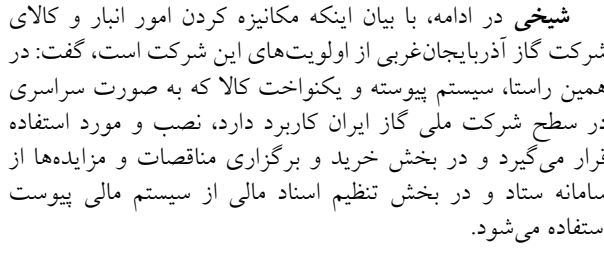 شیخی در ادامه، با بیان اینکه مکانیزه کردن امور انبار و کالای
شرکت گاز آذربایجان‌غربی از اولویت‌های این شرکت است، گفت: در
همین راستا، سیستم پیوسته و یکنواخت کالا که به صورت سراسری
در سطح شرکت ملی گاز ایران کاربرد دارد، نصب و مورد استفاده
قرار می‌گیرد و در بخش خرید و برگزاری مناقصات و مزایده‌ها از
سامانه ستاد و در بخش تنظیم اسناد مالی از سیستم مالی پیوست
استفاده می‌شود.